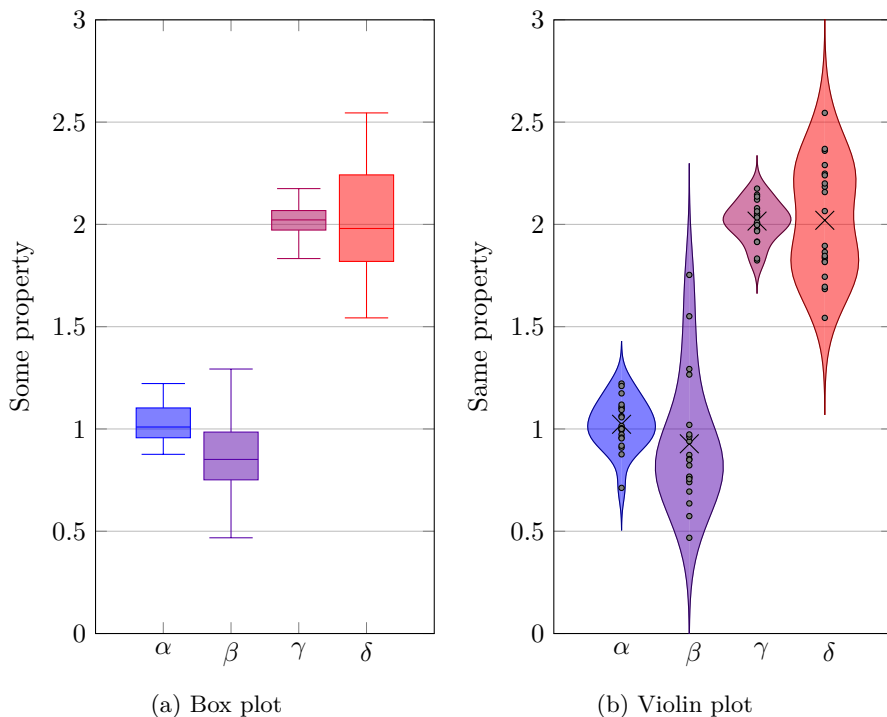 Some property
3
2.5
2
1.5
1
0.5
0
α β γ δ
(a) Box plot
Same property
3
2.5
2
1.5
1
0.5
0
α β γ δ
(b) Violin plot